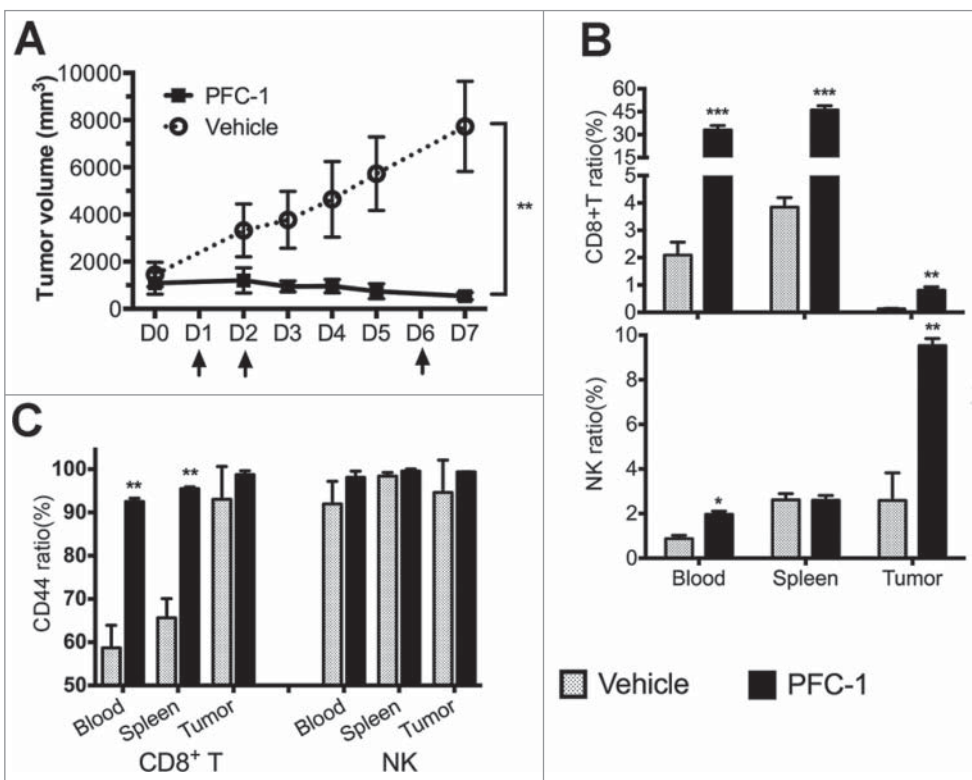 A
Tumor volume (mm³)
10000
8000
6000
4000
2000
0
PFC-1
Vehicle
**
D0 D1 D2 D3 D4 D5 D6 D7
B
CD8+T ratio(%)
60
45
30
15
5
4
3
2
1
0
***
***
**
NK ratio(%)
10
8
6
4
2
0
*
**
Blood Spleen Tumor
Vehicle PFC-1
C
CD44 ratio(%)
100
90
80
70
60
50
**
**
Blood Spleen Tumor Blood Spleen Tumor
CD8⁺ T NK